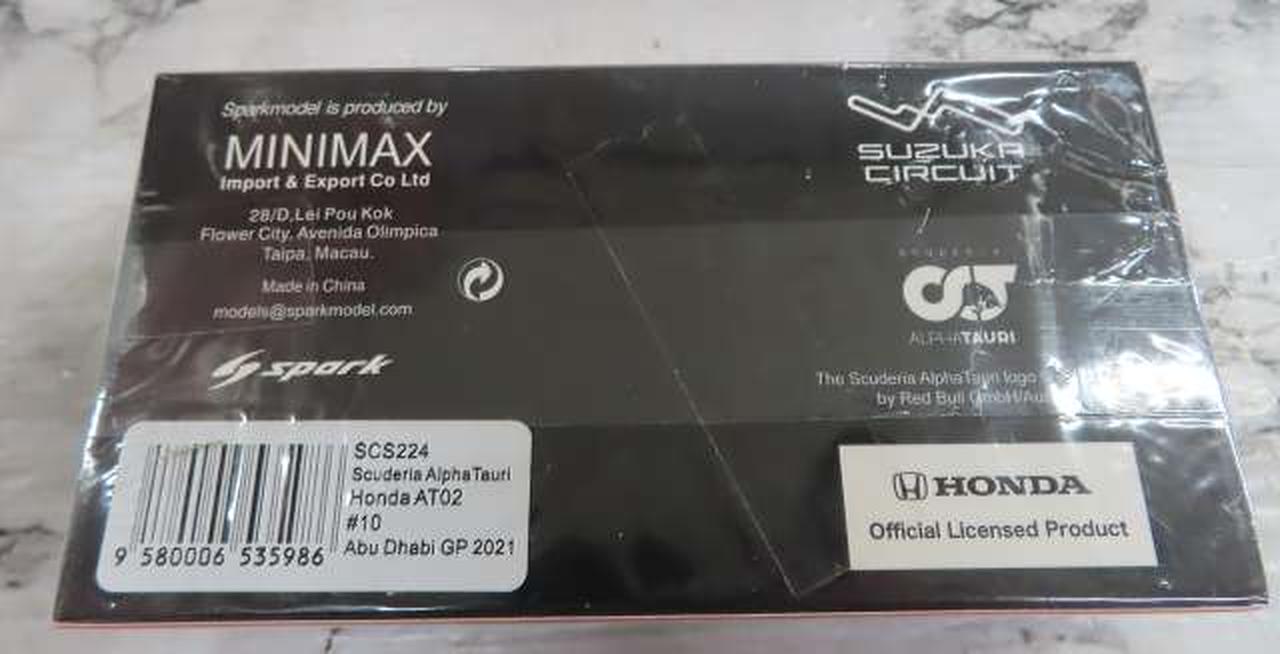 Sparkmodel is produced by
MINIMAX
Import & Export Co Ltd
28/D,Lei Pou Kok
Flower City, Avenida Olimpica
Taipa, Macau.
Made in China
models@sparkmodel.com
spark
SCS224
Scuderia AlphaTauri
Honda AT02
#10
Abu Dhabi GP 2021
9 580006 535986
SUZUKA
CIRCUIT
SCUDERIA
AT
ALPHATAURI
The Scuderia AlphaTauri logo
by Red Bull GmbH/
HONDA
Official Licensed Product